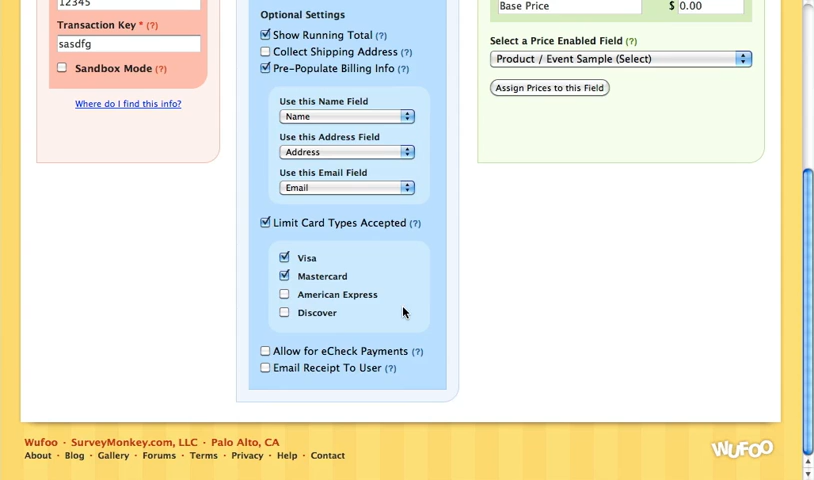 12345
Transaction Key * (?)
sasdfg
Sandbox Mode (?)
Where do I find this info?
Optional Settings
Show Running Total (?)
Collect Shipping Address (?)
Pre-Populate Billing Info (?)
Use this Name Field
Name
Use this Address Field
Address
Use this Email Field
Email
Limit Card Types Accepted (?)
Visa
Mastercard
American Express
Discover
Allow for eCheck Payments (?)
Email Receipt To User (?)
Base Price $ 0.00
Select a Price Enabled Field (?)
Product / Event Sample (Select)
Assign Prices to this Field
Wufoo · SurveyMonkey.com, LLC · Palo Alto, CA
About · Blog · Gallery · Forums · Terms · Privacy · Help · Contact
WUFOO